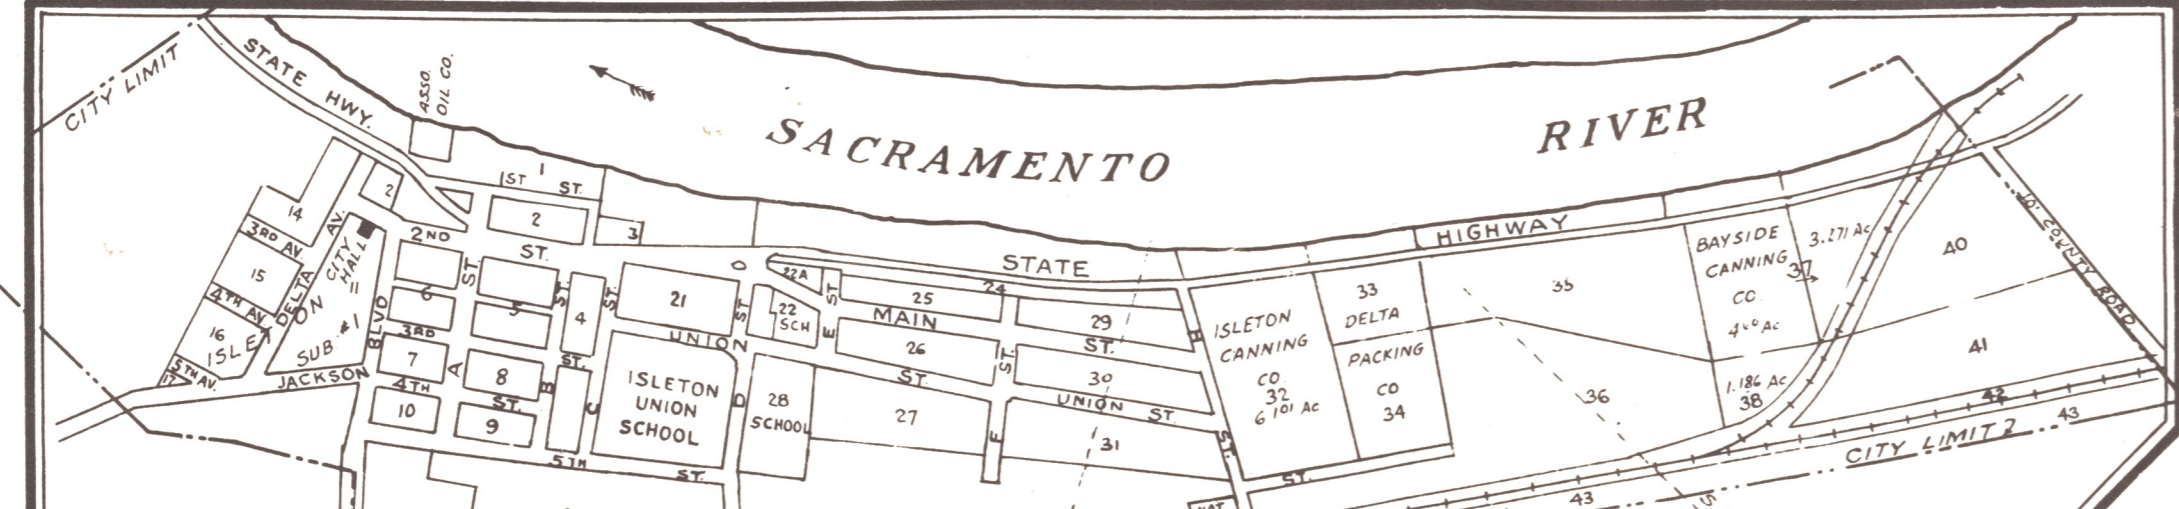 CITY LIMIT
STATE HWY.
ASSO.
OIL CO.
SACRAMENTO RIVER
1
1ST ST.
2
2
3
14
3RD AV.
15
4TH AV.
16
ISLETON
5TH AV.
17
DELTA AV.
CITY
HALL
11
SUB. #1
JACKSON BLVD
2ND ST.
6
5
4
3RD ST.
7
8
4TH ST.
10
9
5TH ST.
A ST.
B ST.
C ST.
21
UNION
ISLETON
UNION
SCHOOL
D ST.
22A
22
SCH
E ST.
28
SCHOOL
STATE HIGHWAY
24
25
MAIN ST.
29
26
30
ST.
UNION ST
27
31
F ST.
H ST.
ISLETON
CANNING
CO
32
6.101 Ac
33
DELTA
PACKING
CO
34
ST.
35
36
BAYSIDE
CANNING
CO.
37
3.271 Ac
1.186 Ac
38
40
41
42
43
43
CITY LIMIT
COUNTY ROAD